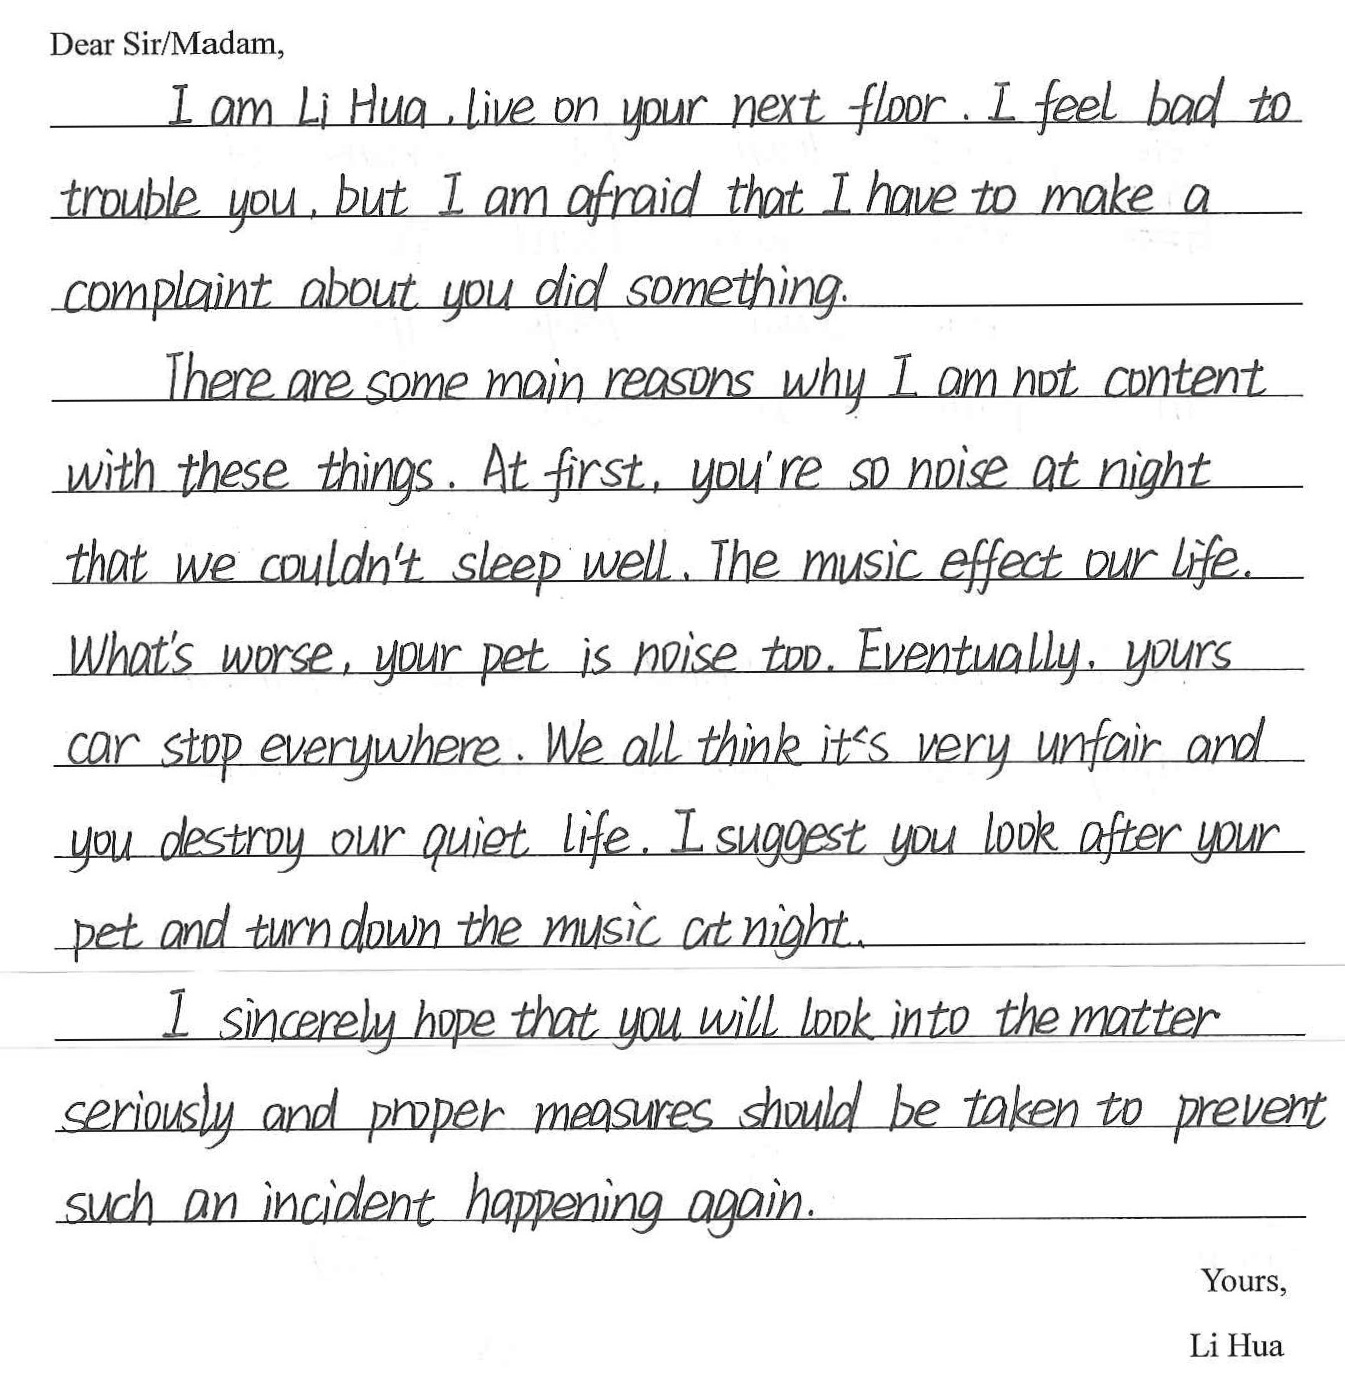 Dear Sir/Madam,
I am Li Hua, live on your next floor. I feel bad to
trouble you, but I am afraid that I have to make a
complaint about you did something.
There are some main reasons why I am not content
with these things. At first, you're so noise at night
that we couldn't sleep well. The music effect our life.
What's worse, your pet is noise too. Eventually, yours
car stop everywhere. We all think it's very unfair and
you destroy our quiet life. I suggest you look after your
pet and turn down the music at night.
I sincerely hope that you will look into the matter
seriously and proper measures should be taken to prevent
such an incident happening again.
Yours,
Li Hua